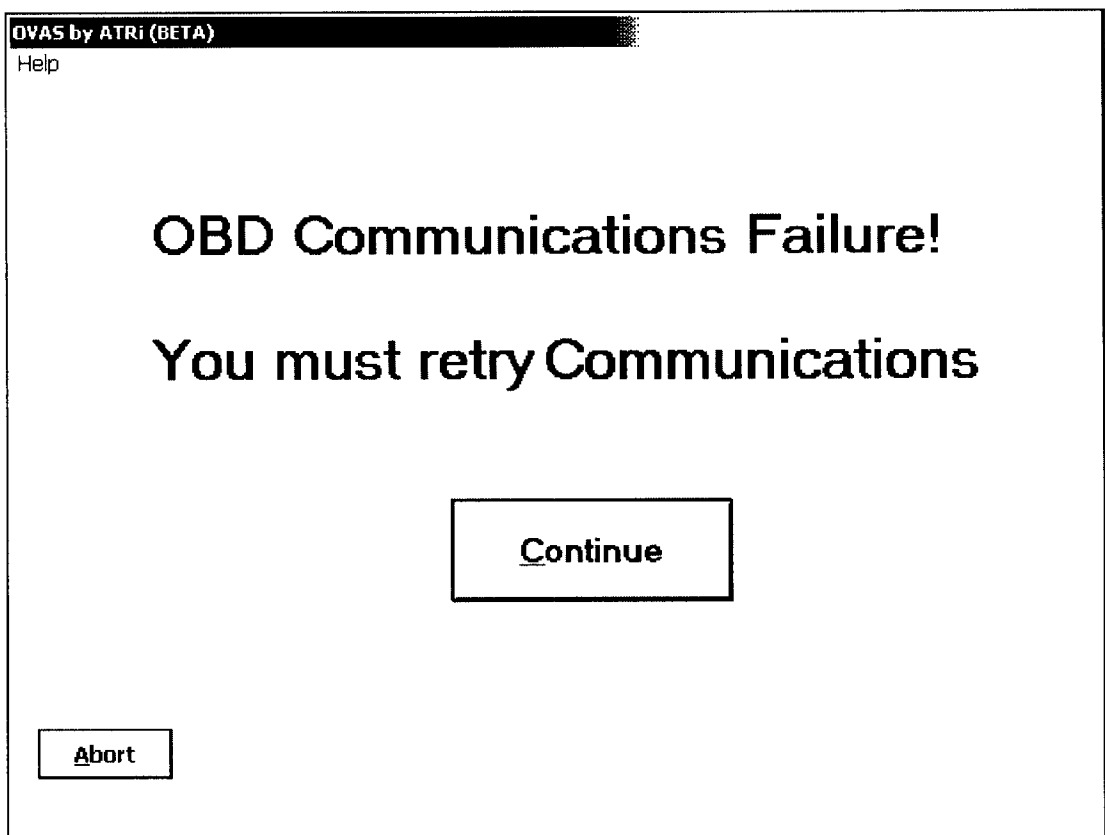 OVAS by ATRi (BETA)
Help
OBD Communications Failure!
You must retry Communications
Continue
Abort